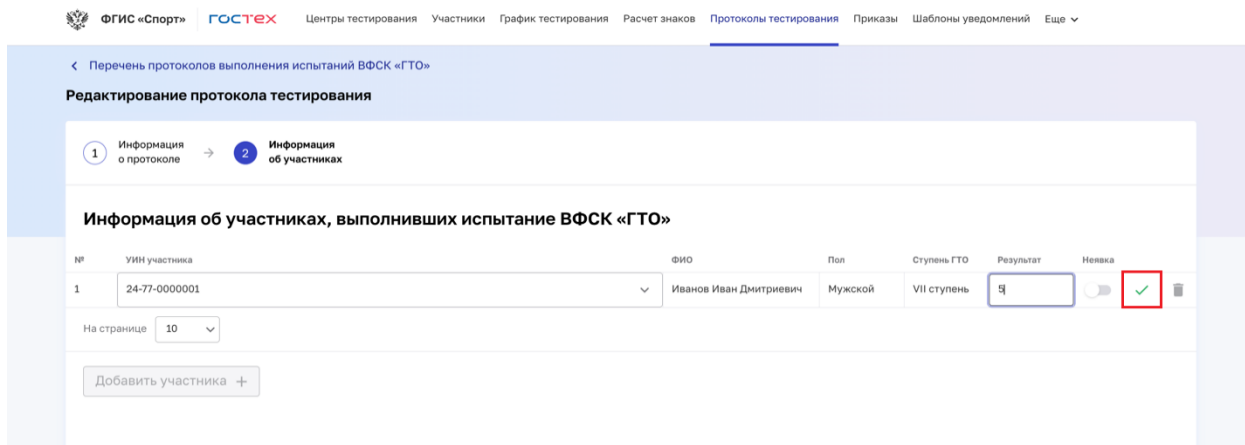 ФГИС «Спорт» ГОСТЕХ Центры тестирования Участники График тестирования Расчет знаков Протоколы тестирования Приказы Шаблоны уведомлений Еще
Перечень протоколов выполнения испытаний ВФСК «ГТО»
Редактирование протокола тестирования
1 Информация о протоколе → 2 Информация об участниках
Информация об участниках, выполнивших испытание ВФСК «ГТО»
№ УИН участника ФИО Пол Ступень ГТО Результат Неявка
1 24-77-0000001 Иванов Иван Дмитриевич Мужской VII ступень 5
На странице 10
Добавить участника +